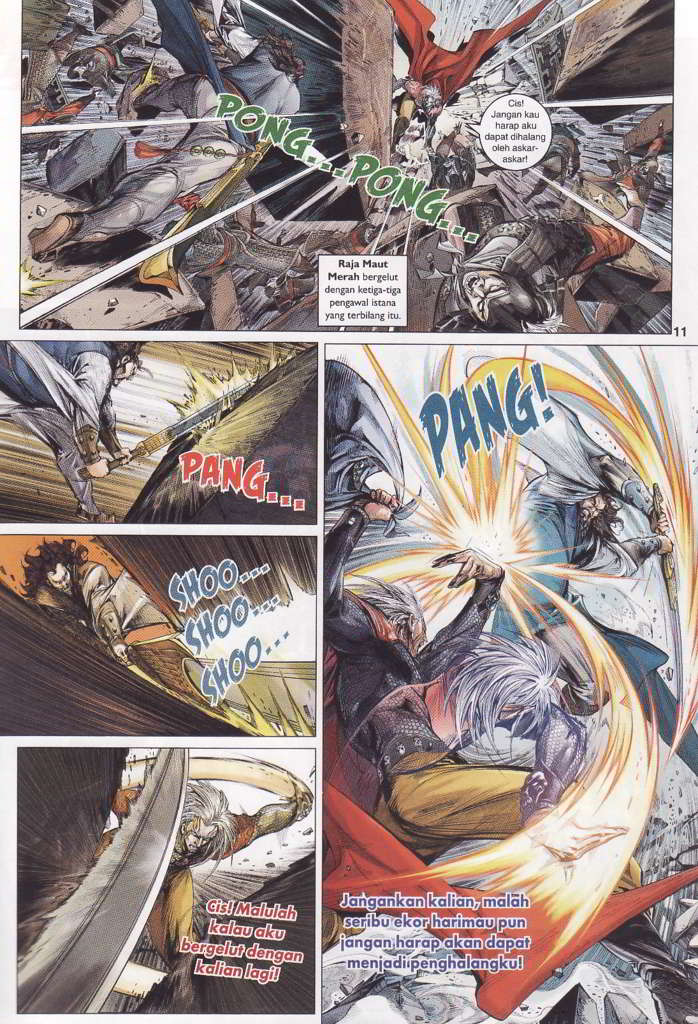 Cis!
Jangan kau
harap aku
dapat dihalang
oleh askar-
askar!
PONG... PONG...
Raja Maut
Merah bergelut
dengan ketiga-tiga
pengawal istana
yang terbilang itu.
11
PANG...
PANG!
SHOO...
SHOO...
SHOO...
Cis! Malulah
kalau aku
bergelut dengan
kalian lagi!
Jangankan kalian, malah
seribu ekor harimau pun
jangan harap akan dapat
menjadi penghalangku!